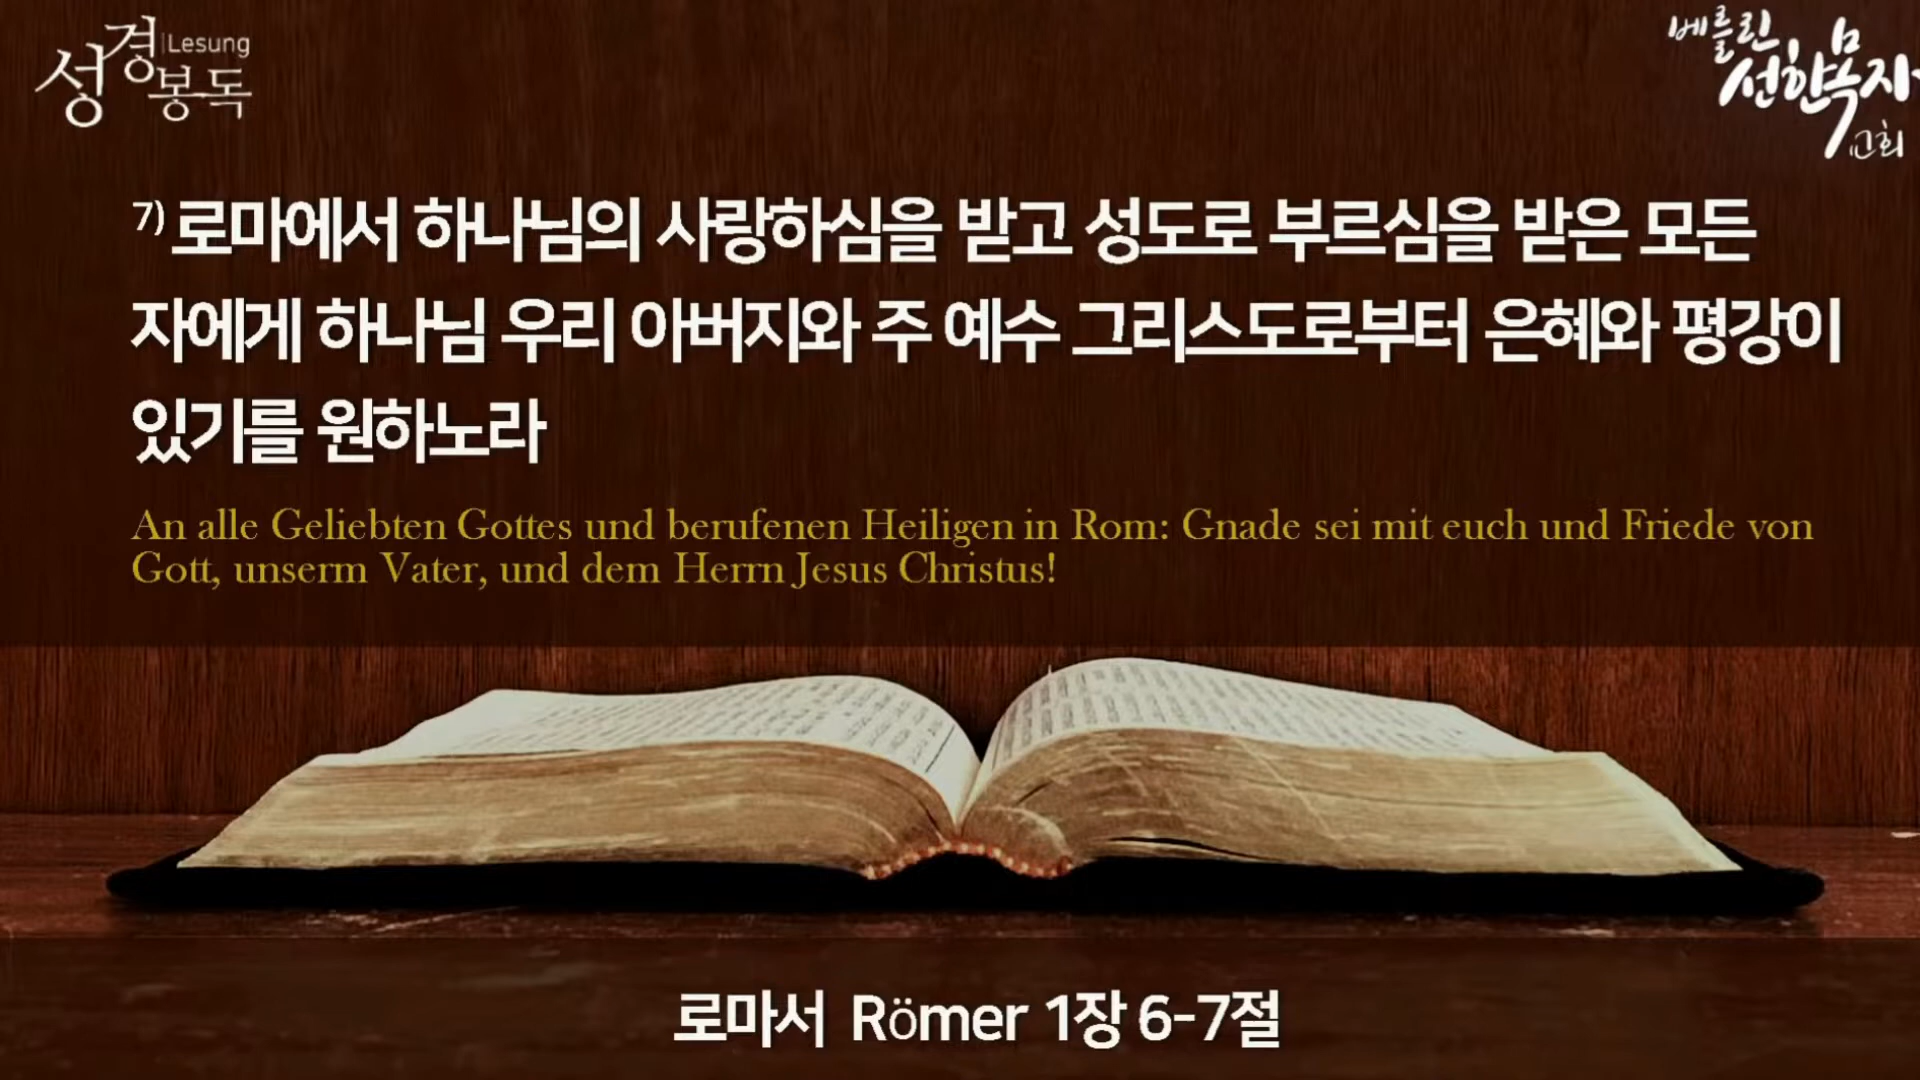 성경봉독 | Lesung
베를린
선한목자
교회
7) 로마에서 하나님의 사랑하심을 받고 성도로 부르심을 받은 모든
자에게 하나님 우리 아버지와 주 예수 그리스도로부터 은혜와 평강이
있기를 원하노라
An alle Geliebten Gottes und berufenen Heiligen in Rom: Gnade sei mit euch und Friede von
Gott, unserm Vater, und dem Herrn Jesus Christus!
로마서 Römer 1장 6-7절